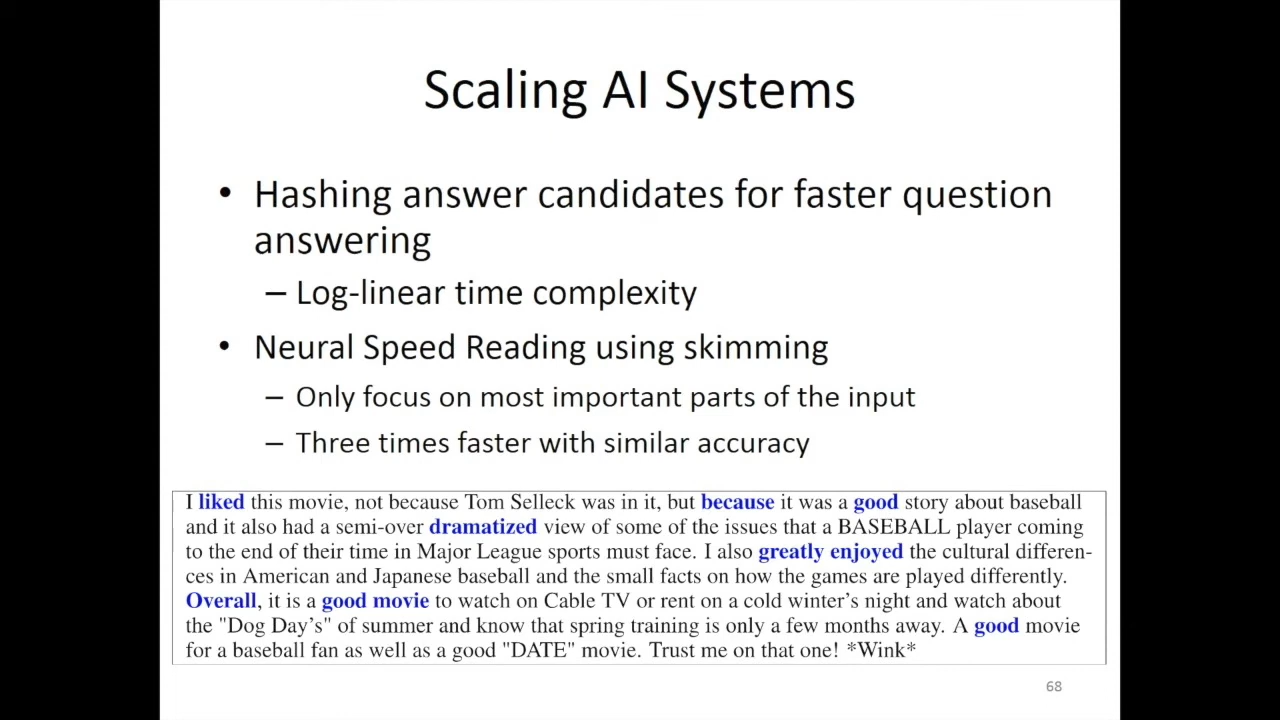 Scaling AI Systems
• Hashing answer candidates for faster question
answering
– Log-linear time complexity
• Neural Speed Reading using skimming
– Only focus on most important parts of the input
– Three times faster with similar accuracy
I liked this movie, not because Tom Selleck was in it, but because it was a good story about baseball
and it also had a semi-over dramatized view of some of the issues that a BASEBALL player coming
to the end of their time in Major League sports must face. I also greatly enjoyed the cultural differen-
ces in American and Japanese baseball and the small facts on how the games are played differently.
Overall, it is a good movie to watch on Cable TV or rent on a cold winter's night and watch about
the "Dog Day's" of summer and know that spring training is only a few months away. A good movie
for a baseball fan as well as a good "DATE" movie. Trust me on that one! *Wink*
68